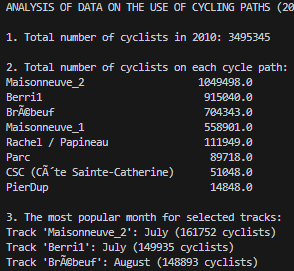 ANALYSIS OF DATA ON THE USE OF CYCLING PATHS (20
1. Total number of cyclists in 2010: 3495345
2. Total number of cyclists on each cycle path:
Maisonneuve_2 1049498.0
Berri1 915040.0
BrÃ©beuf 704343.0
Maisonneuve_1 558901.0
Rachel / Papineau 111949.0
Parc 89718.0
CSC (CÃ´te Sainte-Catherine) 51048.0
PierDup 14848.0
3. The most popular month for selected tracks:
Track 'Maisonneuve_2': July (161752 cyclists)
Track 'Berri1': July (149935 cyclists)
Track 'BrÃ©beuf': August (148893 cyclists)